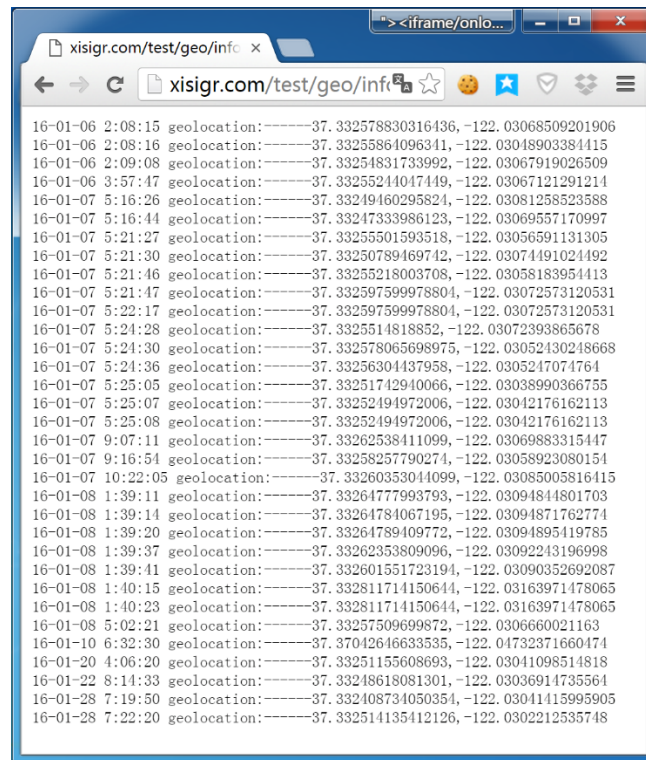 "><iframe/onlo...
xisigr.com/test/geo/info
xisigr.com/test/geo/info
16-01-06 2:08:15 geolocation:------37.332578830316436,-122.03068509201906
16-01-06 2:08:16 geolocation:------37.33255864096341,-122.03048903384415
16-01-06 2:09:08 geolocation:------37.33254831733992,-122.03067919026509
16-01-06 3:57:47 geolocation:------37.33255244047449,-122.03067121291214
16-01-07 5:16:26 geolocation:------37.33249460295824,-122.03081258523588
16-01-07 5:16:44 geolocation:------37.33247333986123,-122.03069557170997
16-01-07 5:21:27 geolocation:------37.33255501593518,-122.03056591131305
16-01-07 5:21:30 geolocation:------37.33250789469742,-122.03074491024492
16-01-07 5:21:46 geolocation:------37.33255218003708,-122.03058183954413
16-01-07 5:21:47 geolocation:------37.332597599978804,-122.03072573120531
16-01-07 5:22:17 geolocation:------37.332597599978804,-122.03072573120531
16-01-07 5:24:28 geolocation:------37.3325514818852,-122.03072393865678
16-01-07 5:24:30 geolocation:------37.332578065698975,-122.03052430248668
16-01-07 5:24:36 geolocation:------37.33256304437958,-122.0305247074764
16-01-07 5:25:05 geolocation:------37.33251742940066,-122.03038990366755
16-01-07 5:25:07 geolocation:------37.33252494972006,-122.03042176162113
16-01-07 5:25:08 geolocation:------37.33252494972006,-122.03042176162113
16-01-07 9:07:11 geolocation:------37.33262538411099,-122.03069883315447
16-01-07 9:16:54 geolocation:------37.33258257790274,-122.03058923080154
16-01-07 10:22:05 geolocation:------37.33260353044099,-122.03085005816415
16-01-08 1:39:11 geolocation:------37.33264777993793,-122.03094844801703
16-01-08 1:39:14 geolocation:------37.33264784067195,-122.03094871762774
16-01-08 1:39:20 geolocation:------37.33264789409772,-122.03094895419785
16-01-08 1:39:37 geolocation:------37.33262353809096,-122.03092243196998
16-01-08 1:39:41 geolocation:------37.332601551723194,-122.03090352692087
16-01-08 1:40:15 geolocation:------37.332811714150644,-122.03163971478065
16-01-08 1:40:23 geolocation:------37.332811714150644,-122.03163971478065
16-01-08 5:02:21 geolocation:------37.33257509699872,-122.0306660021163
16-01-10 6:32:30 geolocation:------37.37042646633535,-122.04732371660474
16-01-20 4:06:20 geolocation:------37.33251155608693,-122.03041098514818
16-01-22 8:14:33 geolocation:------37.33248618081301,-122.03036914735564
16-01-28 7:19:50 geolocation:------37.332408734050354,-122.03041415995905
16-01-28 7:22:20 geolocation:------37.332514135412126,-122.0302212535748